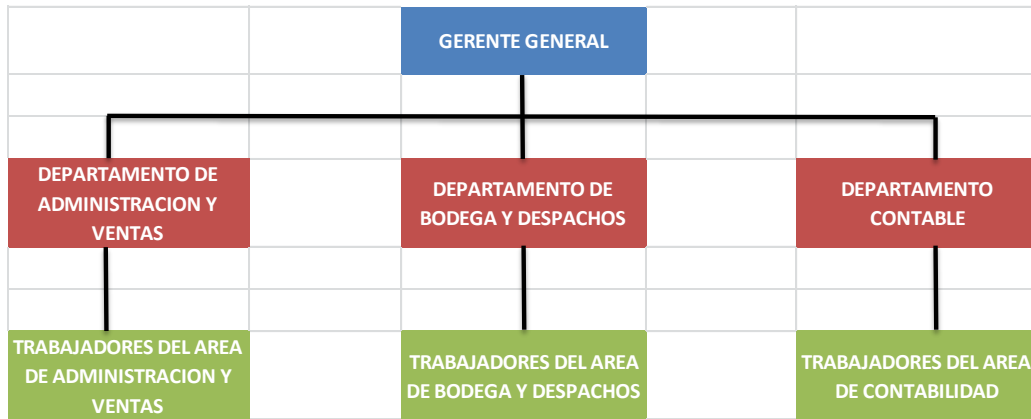 GERENTE GENERAL
DEPARTAMENTO DE
ADMINISTRACION Y
VENTAS
DEPARTAMENTO DE
BODEGA Y DESPACHOS
DEPARTAMENTO
CONTABLE
TRABAJADORES DEL AREA
DE ADMINISTRACION Y
VENTAS
TRABAJADORES DEL AREA
DE BODEGA Y DESPACHOS
TRABAJADORES DEL AREA
DE CONTABILIDAD